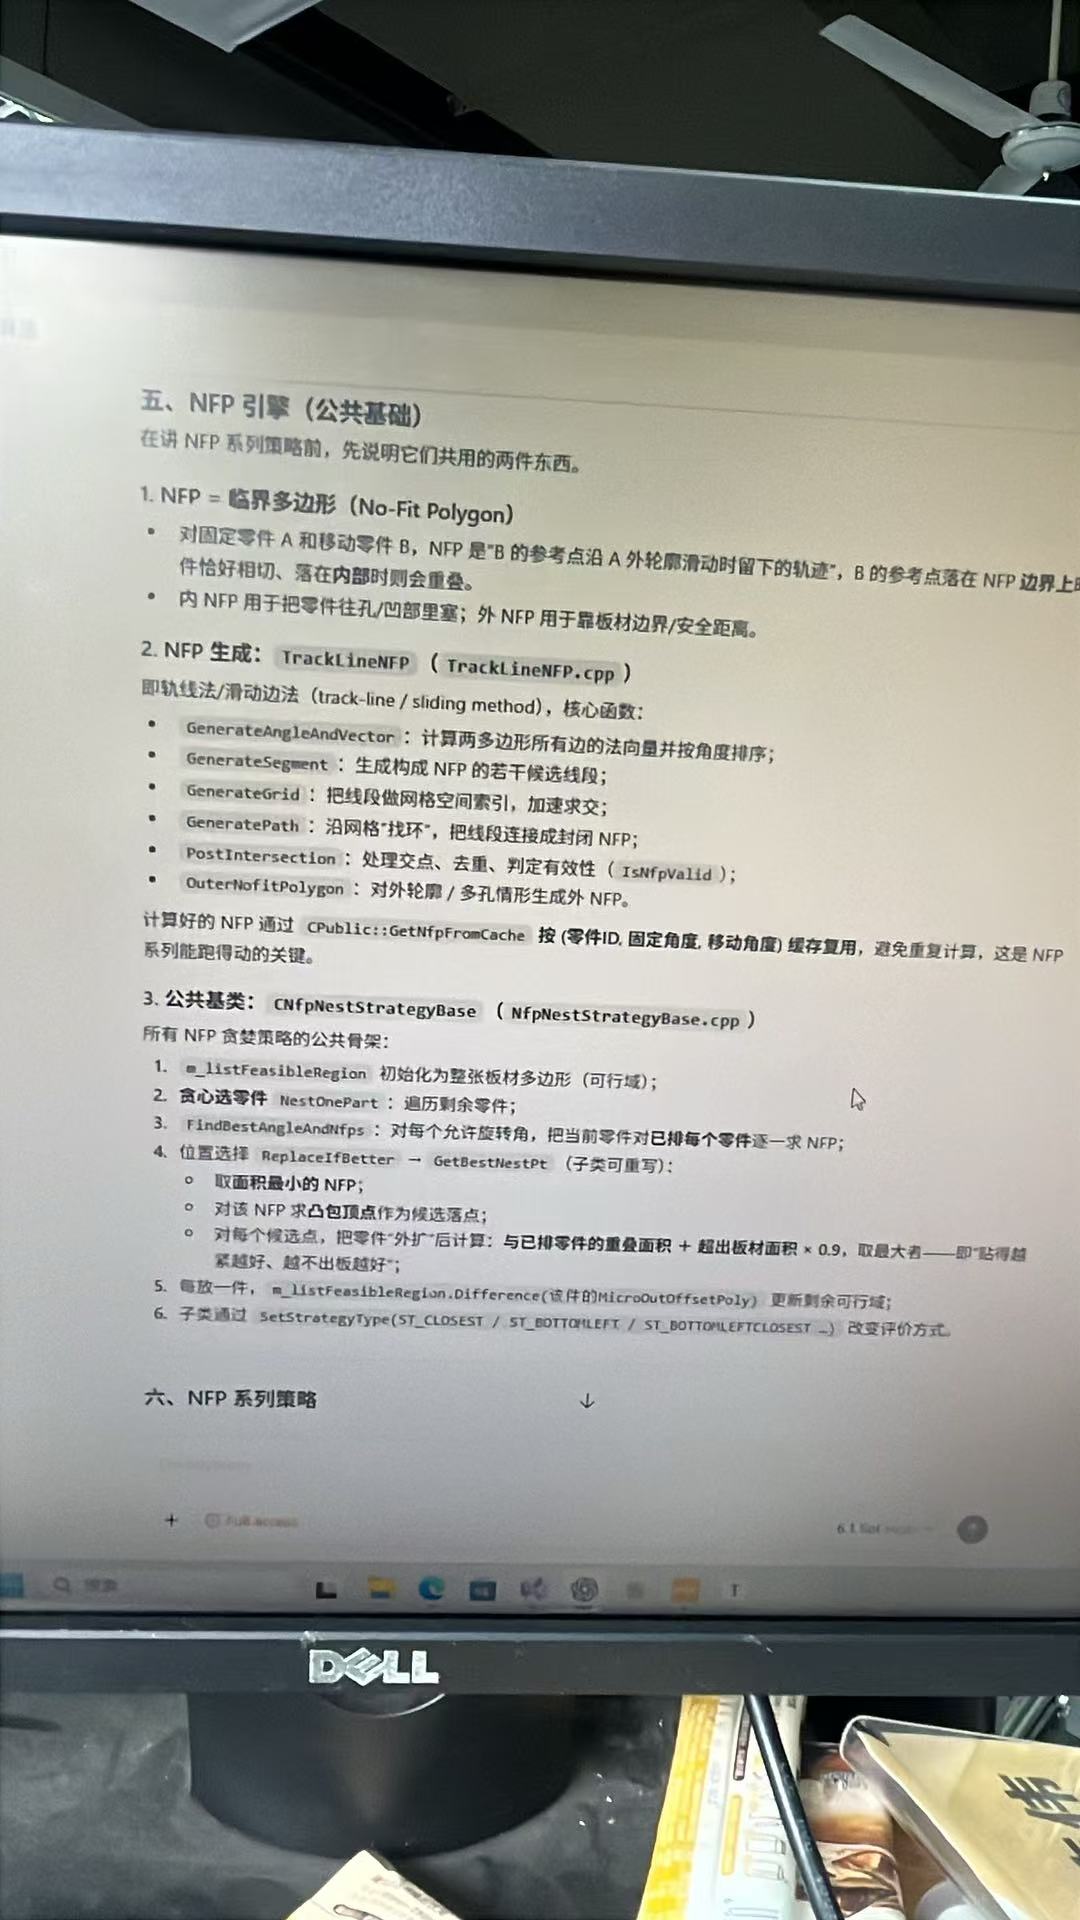 五、NFP 引擎（公共基础）
在讲 NFP 系列策略前，先说明它们共用的两件东西。
1. NFP = 临界多边形（No-Fit Polygon）
• 对固定零件 A 和移动零件 B，NFP 是"B 的参考点沿 A 外轮廓滑动时留下的轨迹"，B 的参考点落在 NFP 边界上
件恰好相切、落在内部时则会重叠。
• 内 NFP 用于把零件往孔/凹部里塞；外 NFP 用于靠板材边界/安全距离。
2. NFP 生成： TrackLineNFP （ TrackLineNFP.cpp ）
即轨线法/滑动边法（track-line / sliding method），核心函数：
• GenerateAngleAndVector ：计算两多边形所有边的法向量并按角度排序；
• GenerateSegment ：生成构成 NFP 的若干候选线段；
• GenerateGrid ：把线段做网格空间索引，加速求交；
• GeneratePath ：沿网格"找环"，把线段连接成封闭 NFP；
• PostIntersection ：处理交点、去重、判定有效性（ IsNfpValid ）；
• OuterNofitPolygon ：对外轮廓 / 多孔情形生成外 NFP。
计算好的 NFP 通过 CPublic::GetNfpFromCache 按 (零件ID, 固定角度, 移动角度) 缓存复用，避免重复计算，这是 NFP
系列能跑得动的关键。
3. 公共基类： CNfpNestStrategyBase （ NfpNestStrategyBase.cpp ）
所有 NFP 贪婪策略的公共骨架：
1. m_listFeasibleRegion 初始化为整张板材多边形（可行域）；
2. 贪心选零件 NestOnePart ：遍历剩余零件；
3. FindBestAngleAndNfps ：对每个允许旋转角，把当前零件对已排每个零件逐一求 NFP；
4. 位置选择 ReplaceIfBetter → GetBestNestPt （子类可重写）：
○ 取面积最小的 NFP；
○ 对该 NFP 求凸包顶点作为候选落点；
○ 对每个候选点，把零件"外扩"后计算：与已排零件的重叠面积 + 超出板材面积 × 0.9，取最大者——即"贴得越
紧越好、越不出板越好"；
5. 每放一件， m_listFeasibleRegion.Difference(该件的MicroOutOffsetPoly) 更新剩余可行域；
6. 子类通过 SetStrategyType(ST_CLOSEST / ST_BOTTOMLEFT / ST_BOTTOMLEFTCLOSEST …) 改变评价方式。
六、NFP 系列策略
Full access
搜索
DELL